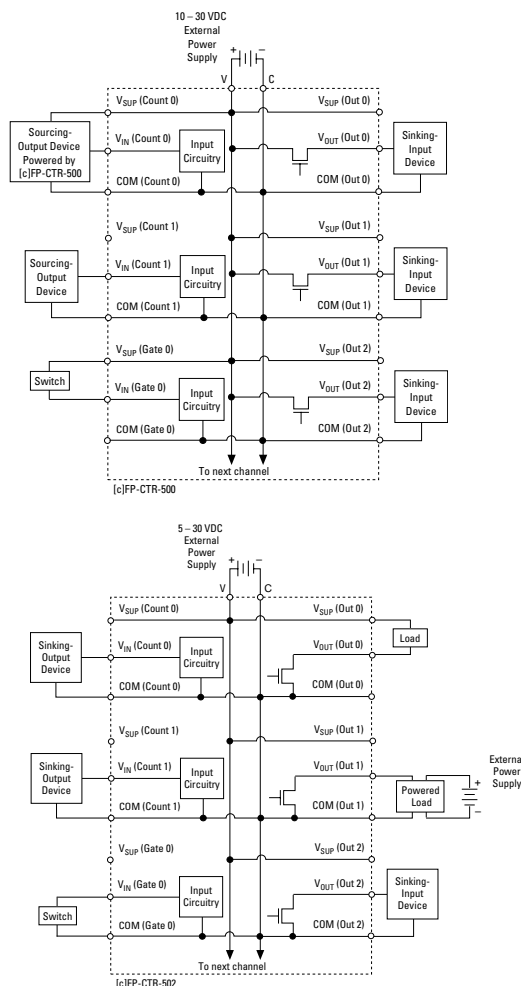 10 – 30 VDC
External
Power
Supply
+
–
V
C
VSUP (Count 0)
VSUP (Out 0)
Sourcing-
Output Device
Powered by
[c]FP-CTR-500
VIN (Count 0)
Input
Circuitry
VOUT (Out 0)
Sinking-
Input
Device
COM (Count 0)
COM (Out 0)
VSUP (Count 1)
VSUP (Out 1)
Sourcing-
Output
Device
VIN (Count 1)
Input
Circuitry
VOUT (Out 1)
Sinking-
Input
Device
COM (Count 1)
COM (Out 1)
VSUP (Gate 0)
VSUP (Out 2)
Switch
VIN (Gate 0)
Input
Circuitry
VOUT (Out 2)
Sinking-
Input
Device
COM (Gate 0)
COM (Out 2)
To next channel
[c]FP-CTR-500
5 – 30 VDC
External
Power
Supply
+
–
V
C
VSUP (Count 0)
VSUP (Out 0)
Load
Sinking-
Output
Device
VIN (Count 0)
Input
Circuitry
VOUT (Out 0)
COM (Count 0)
COM (Out 0)
VSUP (Count 1)
VSUP (Out 1)
Sinking-
Output
Device
VIN (Count 1)
Input
Circuitry
VOUT (Out 1)
Powered
Load
External
Power
Supply
+
–
COM (Count 1)
COM (Out 1)
VSUP (Gate 0)
VSUP (Out 2)
VIN (Gate 0)
Switch
Input
Circuitry
VOUT (Out 2)
Sinking-
Input
Device
COM (Gate 0)
COM (Out 2)
To next channel
[c]FP-CTR-502